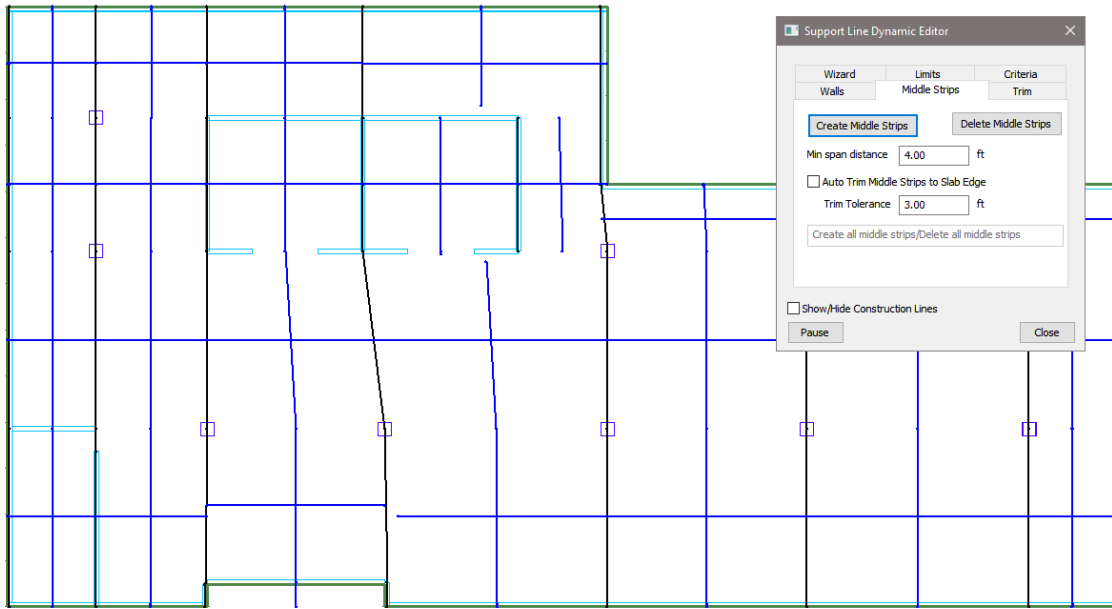 Support Line Dynamic Editor
Wizard Limits Criteria
Walls Middle Strips Trim
Create Middle Strips Delete Middle Strips
Min span distance 4.00 ft
Auto Trim Middle Strips to Slab Edge
Trim Tolerance 3.00 ft
Create all middle strips/Delete all middle strips
Show/Hide Construction Lines
Pause Close